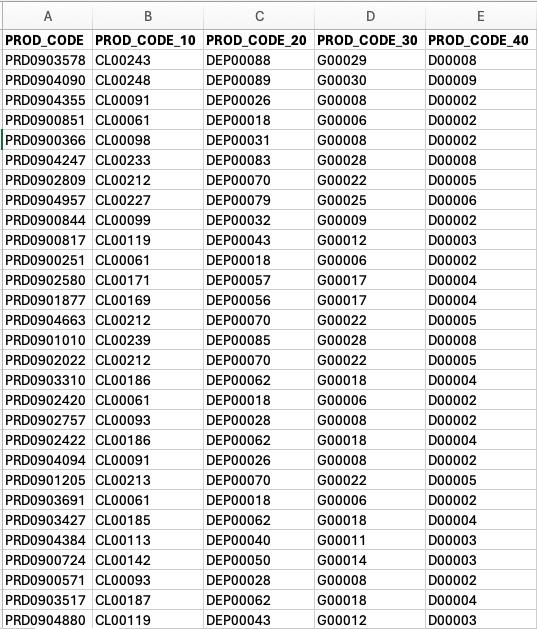 A B C D E
PROD_CODE PROD_CODE_10 PROD_CODE_20 PROD_CODE_30 PROD_CODE_40
PRD0903578 CL00243 DEP00088 G00029 D00008
PRD0904090 CL00248 DEP00089 G00030 D00009
PRD0904355 CL00091 DEP00026 G00008 D00002
PRD0900851 CL00061 DEP00018 G00006 D00002
PRD0900366 CL00098 DEP00031 G00008 D00002
PRD0904247 CL00233 DEP00083 G00028 D00008
PRD0902809 CL00212 DEP00070 G00022 D00005
PRD0904957 CL00227 DEP00079 G00025 D00006
PRD0900844 CL00099 DEP00032 G00009 D00002
PRD0900817 CL00119 DEP00043 G00012 D00003
PRD0900251 CL00061 DEP00018 G00006 D00002
PRD0902580 CL00171 DEP00057 G00017 D00004
PRD0901877 CL00169 DEP00056 G00017 D00004
PRD0904663 CL00212 DEP00070 G00022 D00005
PRD0901010 CL00239 DEP00085 G00028 D00008
PRD0902022 CL00212 DEP00070 G00022 D00005
PRD0903310 CL00186 DEP00062 G00018 D00004
PRD0902420 CL00061 DEP00018 G00006 D00002
PRD0902757 CL00093 DEP00028 G00008 D00002
PRD0902422 CL00186 DEP00062 G00018 D00004
PRD0904094 CL00091 DEP00026 G00008 D00002
PRD0901205 CL00213 DEP00070 G00022 D00005
PRD0903691 CL00061 DEP00018 G00006 D00002
PRD0903427 CL00185 DEP00062 G00018 D00004
PRD0904384 CL00113 DEP00040 G00011 D00003
PRD0900724 CL00142 DEP00050 G00014 D00003
PRD0900571 CL00093 DEP00028 G00008 D00002
PRD0903517 CL00187 DEP00062 G00018 D00004
PRD0904880 CL00119 DEP00043 G00012 D00003